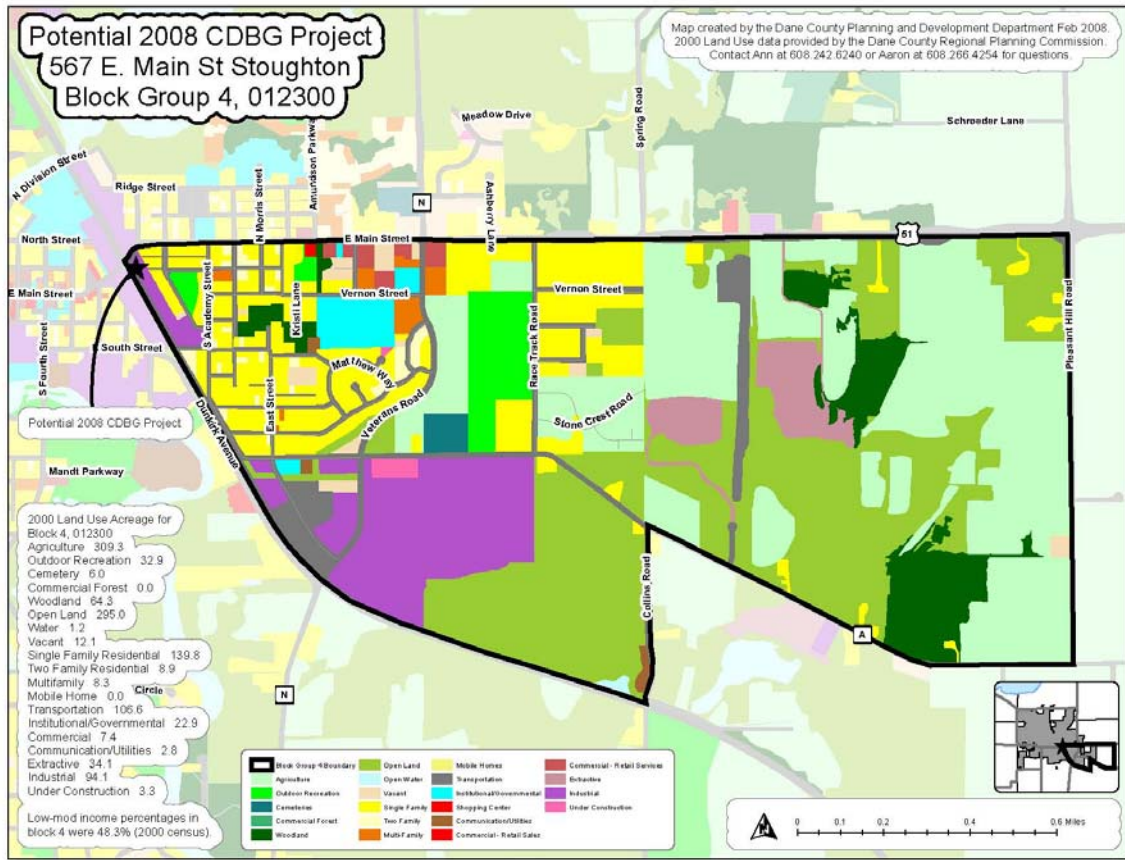 Potential 2008 CDBG Project
567 E. Main St Stoughton
Block Group 4, 012300
Map created by the Dane County Planning and Development Department Feb 2008.
2000 Land Use data provided by the Dane County Regional Planning Commission.
Contact Ann at 608.242.6240 or Aaron at 608.266.4254 for questions.
Meadow Drive
Spring Road
Schroeder Lane
N Division Street
Ridge Street
N Morris Street
Amundson Parkway
N
Ashberry Lane
North Street
E Main Street
51
E Main Street
S Academy Street
Kristi Lane
Vernon Street
Vernon Street
S Fourth Street
E South Street
Matthew Way
Race Track Road
Pleasant Hill Road
East Street
Veterans Road
Stone Crest Road
Dunkirk Avenue
Potential 2008 CDBG Project
Mandt Parkway
Collins Road
A
N
Circle
2000 Land Use Acreage for
Block 4, 012300
Agriculture 309.3
Outdoor Recreation 32.9
Cemetery 6.0
Commercial Forest 0.0
Woodland 64.3
Open Land 295.0
Water 1.2
Vacant 12.1
Single Family Residential 139.8
Two Family Residential 8.9
Multifamily 8.3
Mobile Home 0.0
Transportation 106.6
Institutional/Governmental 22.9
Commercial 7.4
Communication/Utilities 2.8
Extractive 34.1
Industrial 94.1
Under Construction 3.3
Low-mod income percentages in
block 4 were 48.3% (2000 census).
Block Group 4 Boundary
Agriculture
Outdoor Recreation
Cemeteries
Commercial Forest
Woodland
Open Land
Open Water
Vacant
Single Family
Two Family
Multi-Family
Mobile Homes
Transportation
Institutional/Governmental
Shopping Center
Communication/Utilities
Commercial - Retail Sales
Commercial - Retail Services
Extractive
Industrial
Under Construction
N
0 0.1 0.2 0.4 0.6 Miles